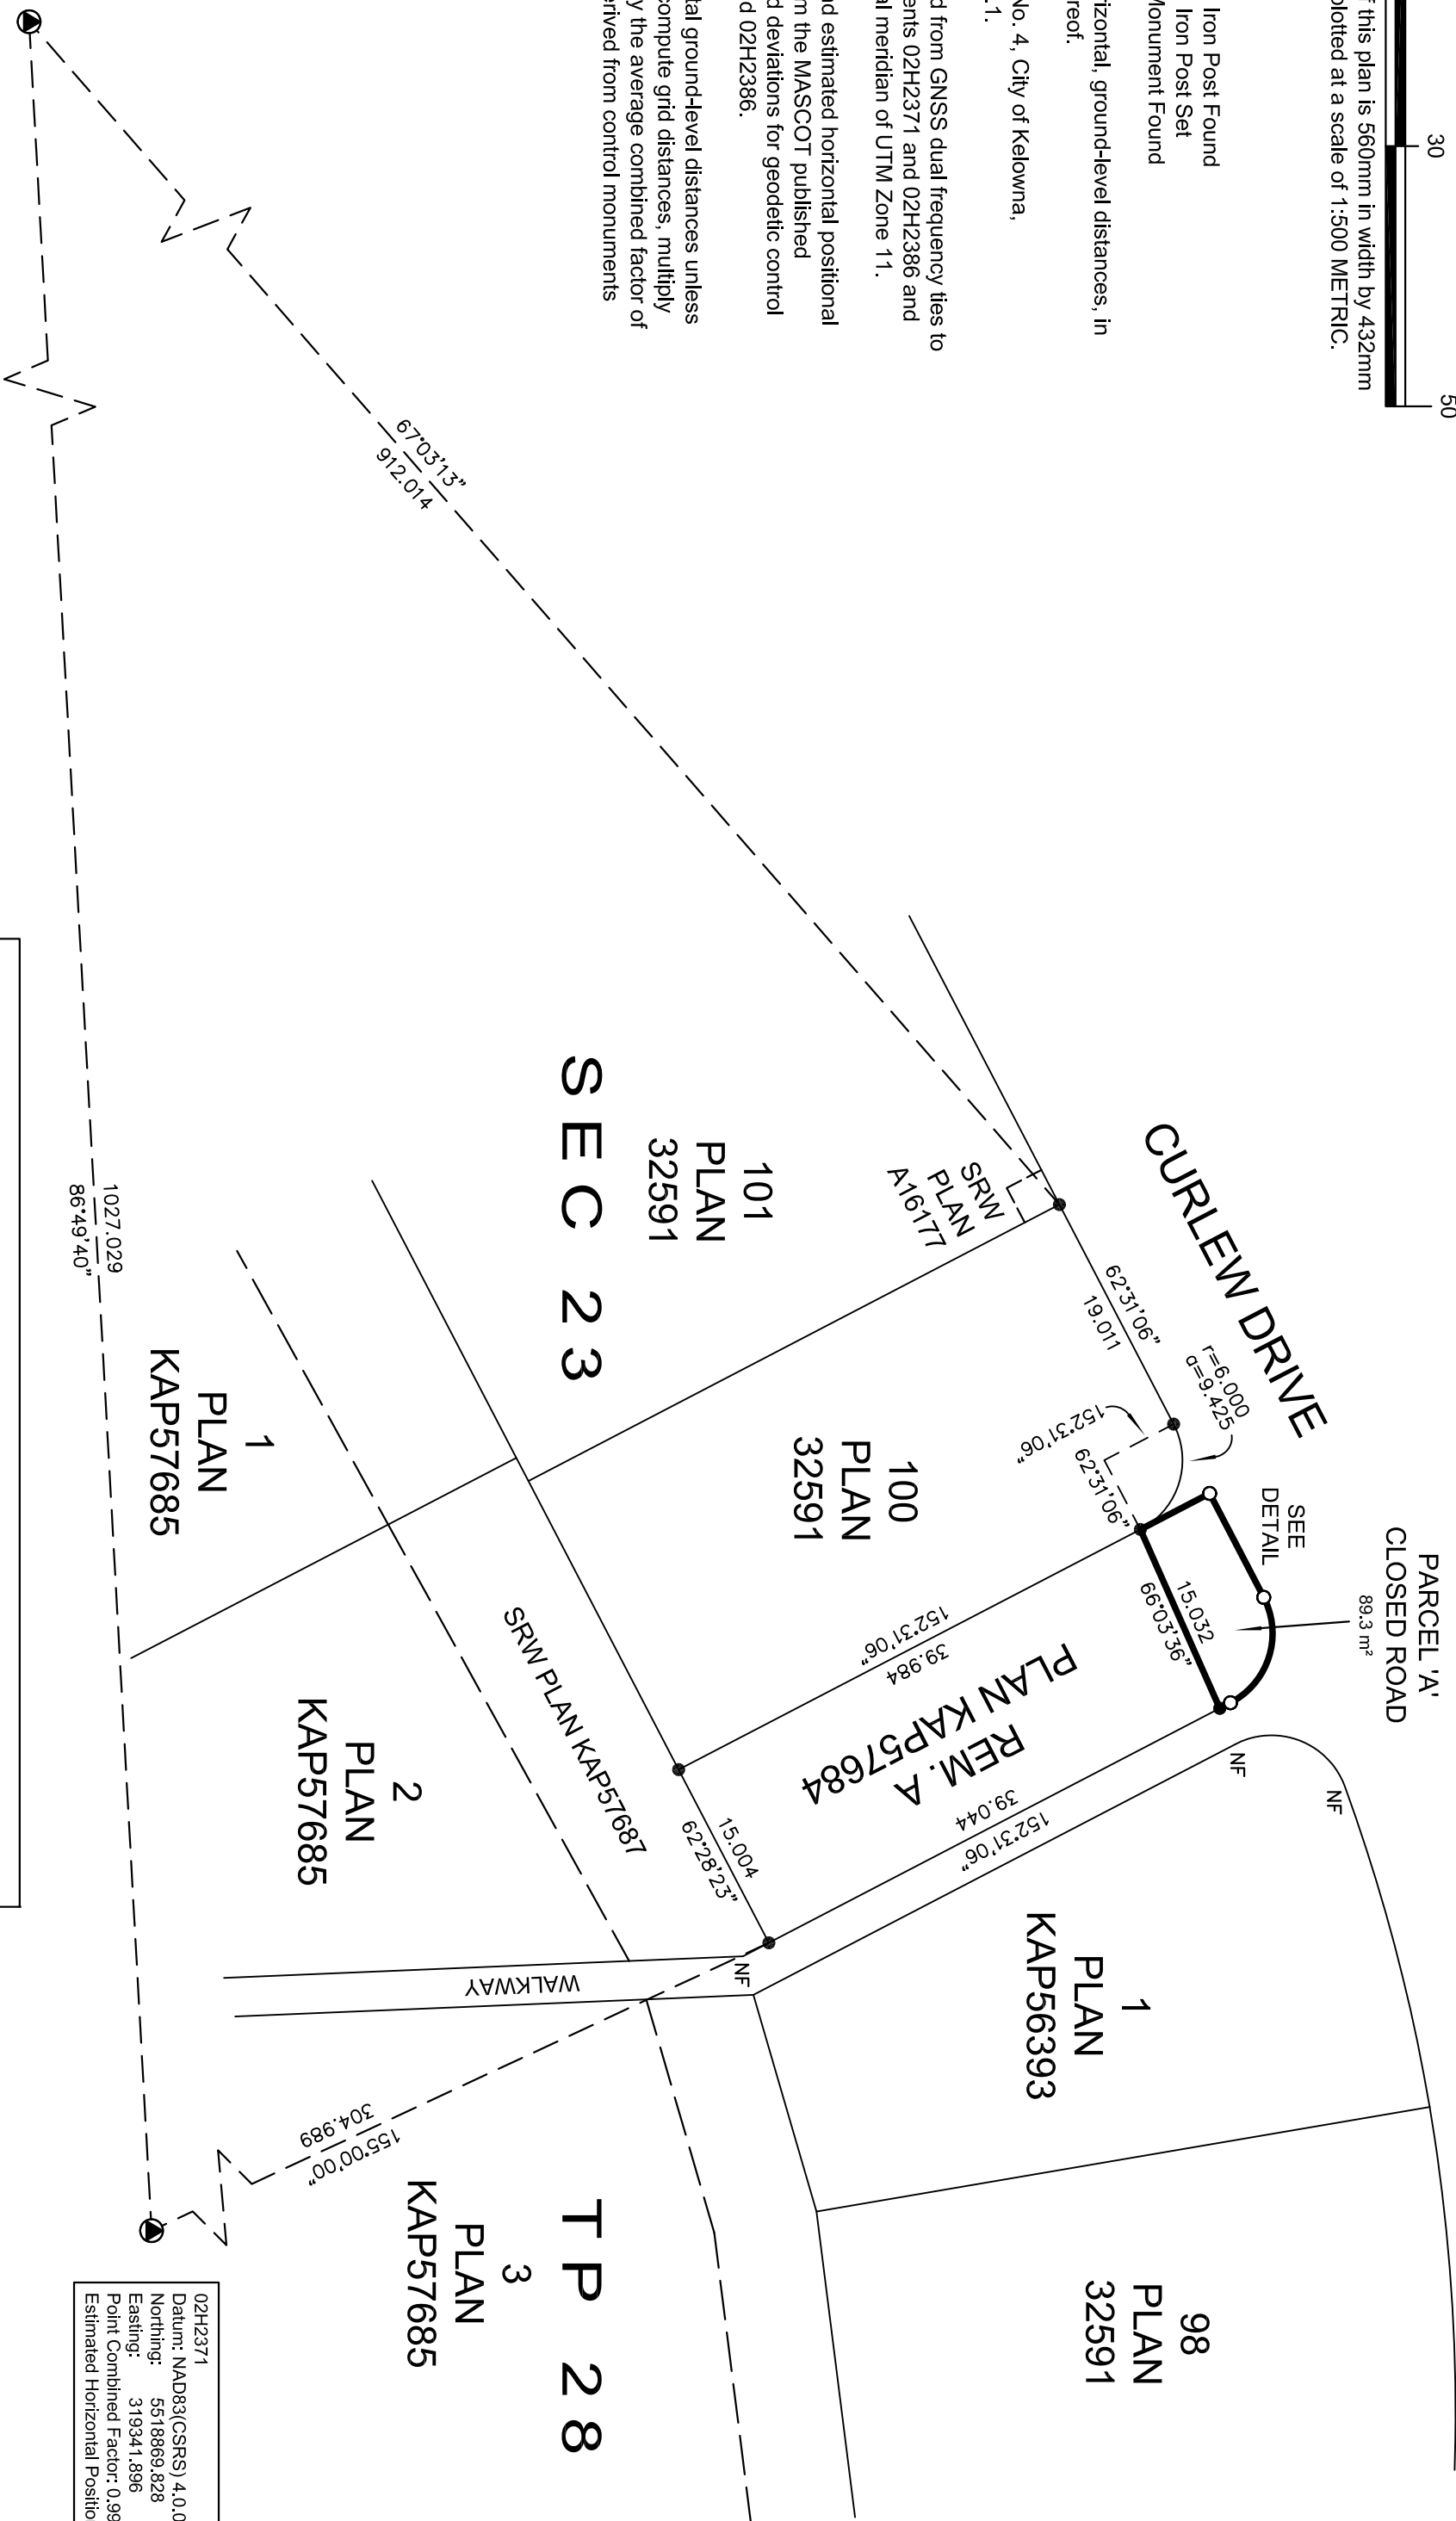 30
50
f this plan is 560mm in width by 432mm
plotted at a scale of 1:500 METRIC.
Iron Post Found
Iron Post Set
Monument Found
rizontal, ground-level distances, in
reof.
No. 4, City of Kelowna,
.1.
d from GNSS dual frequency ties to
ents 02H2371 and 02H2386 and
al meridian of UTM Zone 11.
nd estimated horizontal positional
m the MASCOT published
d deviations for geodetic control
d 02H2386.
tal ground-level distances unless
compute grid distances, multiply
y the average combined factor of
erived from control monuments
67°03'13"
912.014
CURLEW DRIVE
PARCEL 'A'
CLOSED ROAD
89.3 m²
SEE
DETAIL
r=6.000
a=9.425
62°31'06"
19.011
152°31'06"
62°31'06"
15.032
66°03'36"
SRW
PLAN
A16177
101
PLAN
32591
100
PLAN
32591
152°31'06"
39.984
REM. A
PLAN KAP57684
39.044
152°31'06"
15.004
62°28'23"
NF
NF
NF
1
PLAN
KAP56393
98
PLAN
32591
SEC 23
TP 28
SRW PLAN KAP57687
WALKWAY
1
PLAN
KAP57685
2
PLAN
KAP57685
3
PLAN
KAP57685
155°00'00"
304.989
1027.029
86°49'40"
02H2371
Datum: NAD83(CSRS) 4.0.0
Northing: 5518869.828
Easting: 319341.896
Point Combined Factor: 0.99
Estimated Horizontal Positio